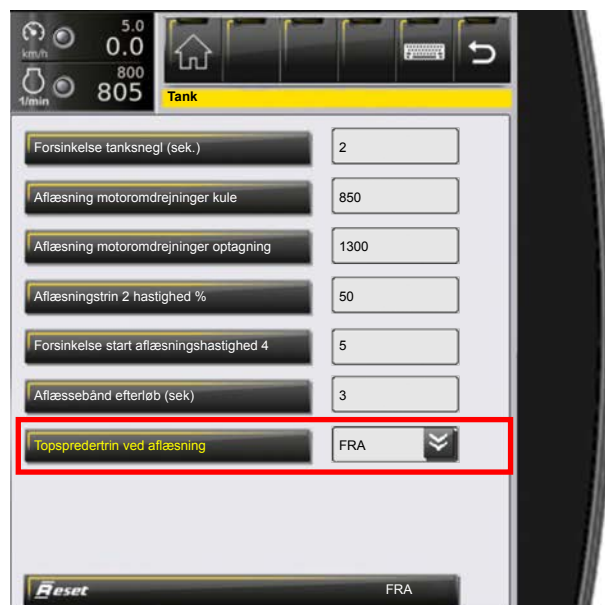 5.0
km/h 0.0
800
1/min 805
Tank
Forsinkelse tanksnegl (sek.) 2
Aflæsning motoromdrejninger kule 850
Aflæsning motoromdrejninger optagning 1300
Aflæsningstrin 2 hastighed % 50
Forsinkelse start aflæsningshastighed 4 5
Aflæssebånd efterløb (sek) 3
Topspredertrin ved aflæsning FRA
Reset FRA